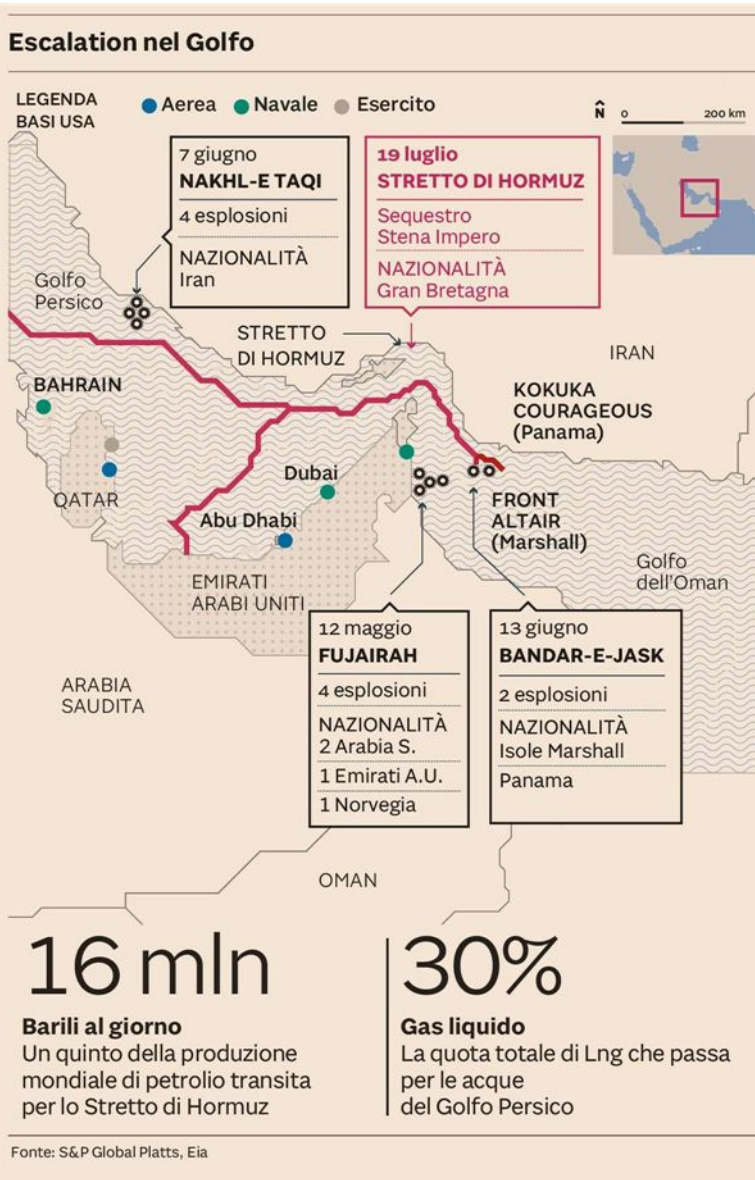 Escalation nel Golfo
LEGENDA
BASI USA
Aerea
Navale
Esercito
N
0
200 km
7 giugno
NAKHL-E TAQI
4 esplosioni
NAZIONALITÀ
Iran
19 luglio
STRETTO DI HORMUZ
Sequestro
Stena Impero
NAZIONALITÀ
Gran Bretagna
Golfo
Persico
STRETTO
DI HORMUZ
IRAN
BAHRAIN
KOKUKA
COURAGEOUS
(Panama)
QATAR
Dubai
Abu Dhabi
FRONT
ALTAIR
(Marshall)
Golfo
dell'Oman
EMIRATI
ARABI UNITI
ARABIA
SAUDITA
12 maggio
FUJAIRAH
4 esplosioni
NAZIONALITÀ
2 Arabia S.
1 Emirati A.U.
1 Norvegia
13 giugno
BANDAR-E-JASK
2 esplosioni
NAZIONALITÀ
Isole Marshall
Panama
OMAN
16 mln
Barili al giorno
Un quinto della produzione
mondiale di petrolio transita
per lo Stretto di Hormuz
30%
Gas liquido
La quota totale di Lng che passa
per le acque
del Golfo Persico
Fonte: S&P Global Platts, Eia